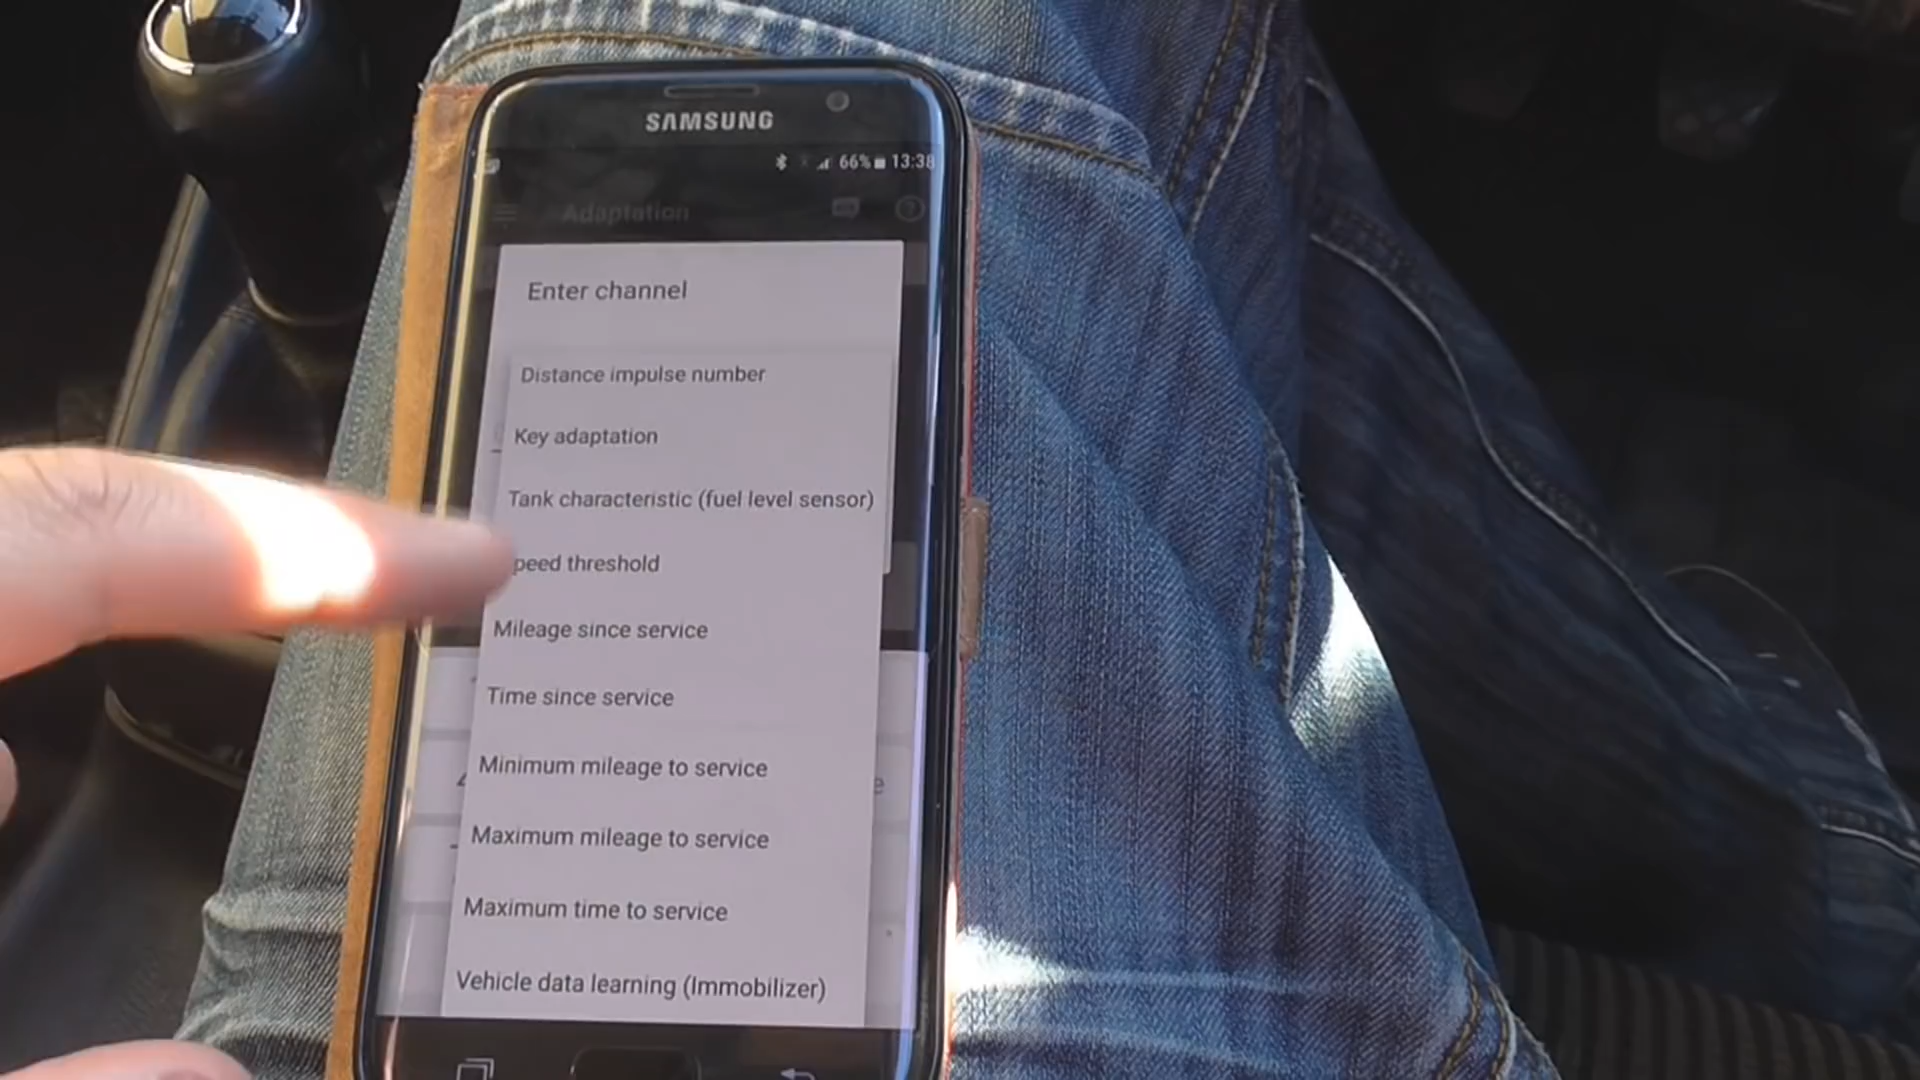 SAMSUNG
66% 13:38
Adaptation
Enter channel
Distance impulse number
Key adaptation
Tank characteristic (fuel level sensor)
peed threshold
Mileage since service
Time since service
Minimum mileage to service
Maximum mileage to service
Maximum time to service
Vehicle data learning (Immobilizer)